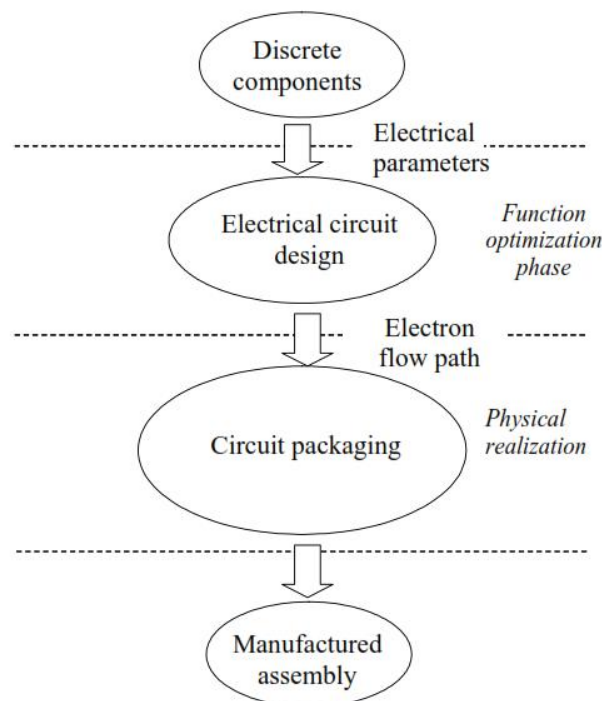 Discrete
components
Electrical
parameters
Electrical circuit
design
Function
optimization
phase
Electron
flow path
Circuit packaging
Physical
realization
Manufactured
assembly